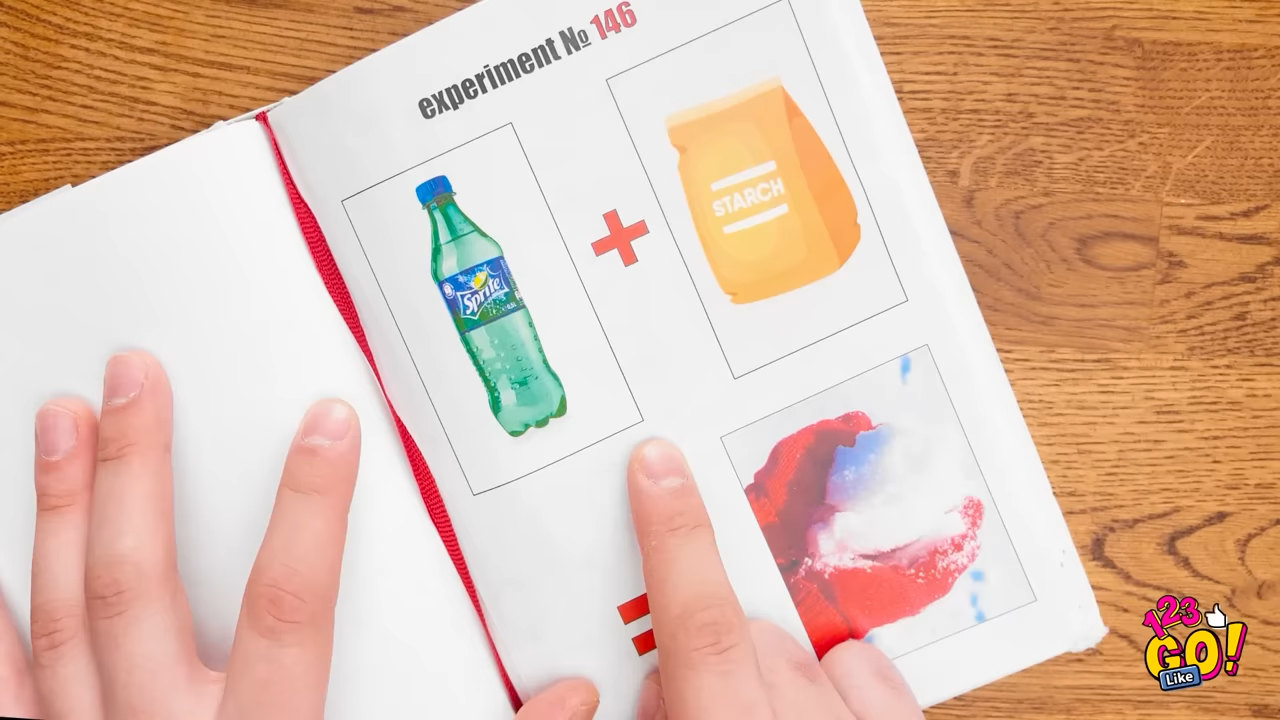 experiment № 146
Sprite
STARCH
+
=
123
GO!
Like